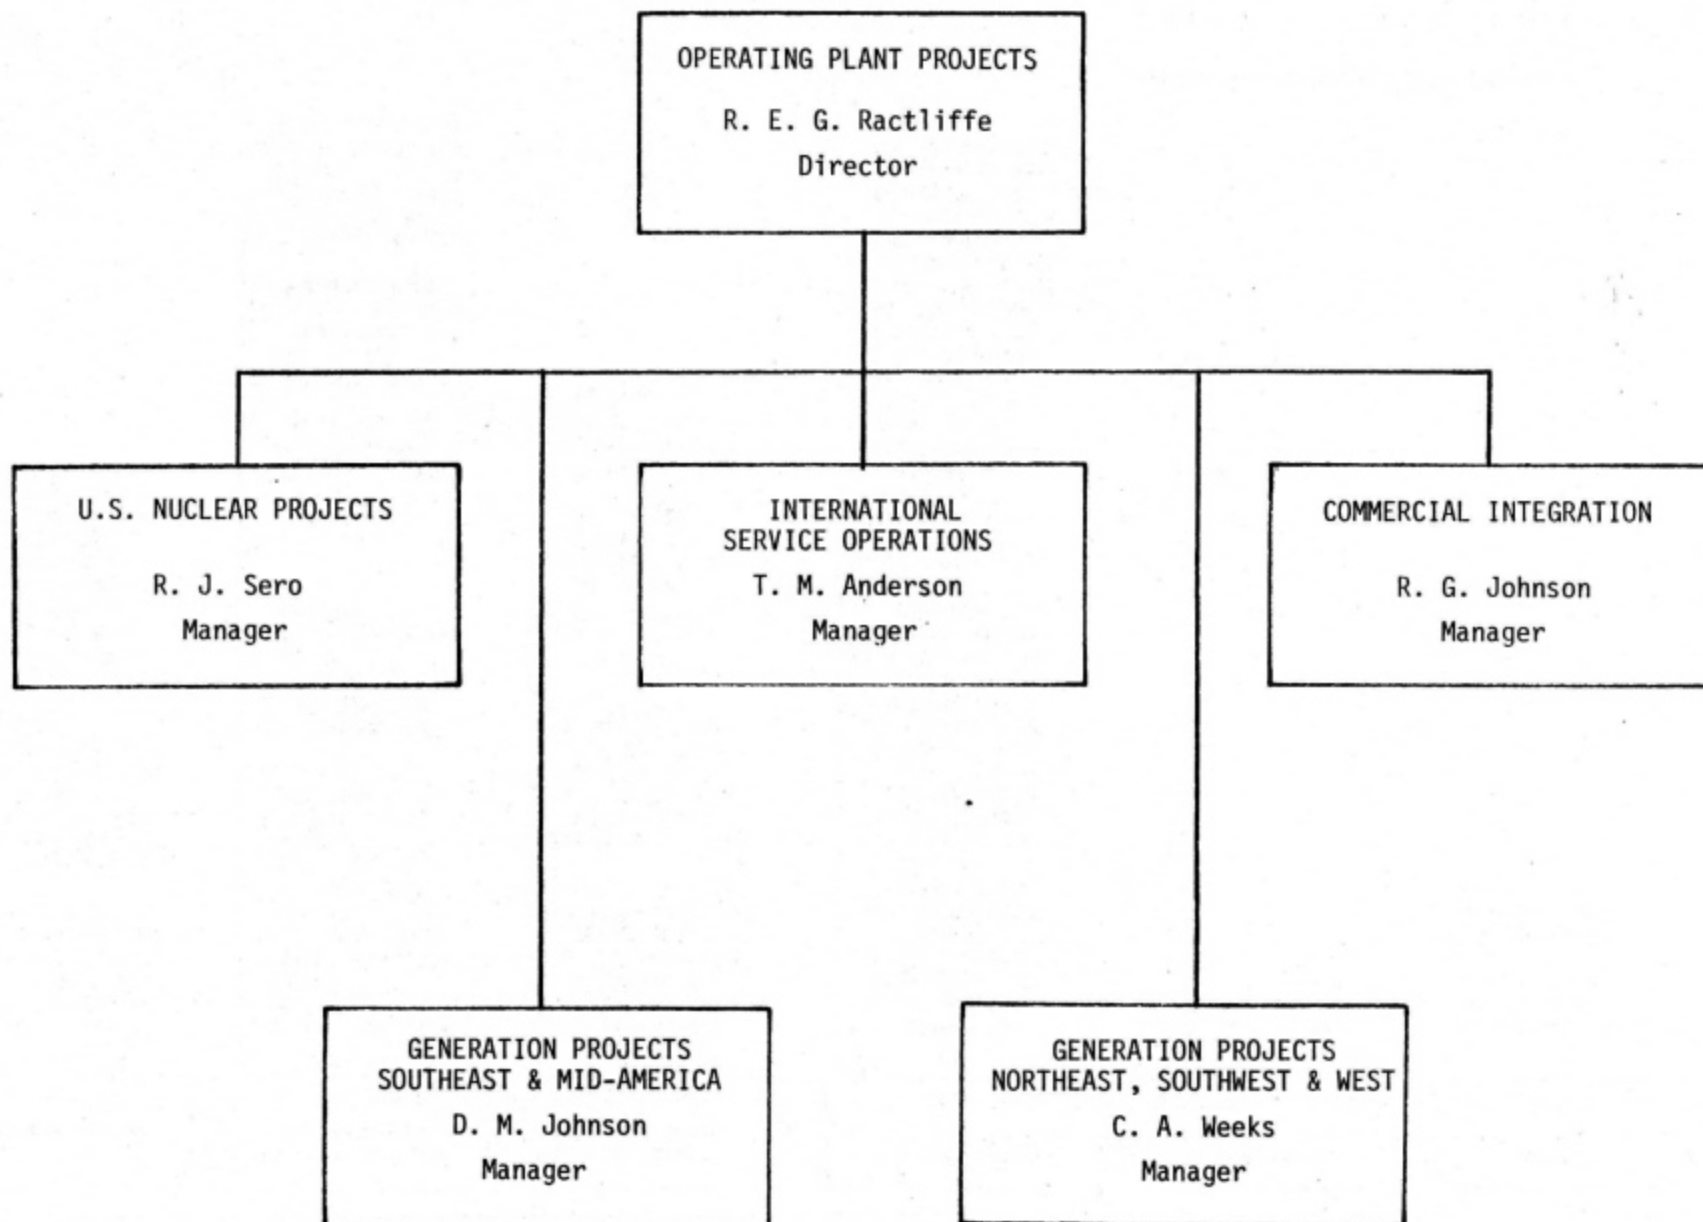 OPERATING PLANT PROJECTS
R. E. G. Ractliffe
Director
U.S. NUCLEAR PROJECTS
R. J. Sero
Manager
INTERNATIONAL
SERVICE OPERATIONS
T. M. Anderson
Manager
COMMERCIAL INTEGRATION
R. G. Johnson
Manager
GENERATION PROJECTS
SOUTHEAST & MID-AMERICA
D. M. Johnson
Manager
GENERATION PROJECTS
NORTHEAST, SOUTHWEST & WEST
C. A. Weeks
Manager